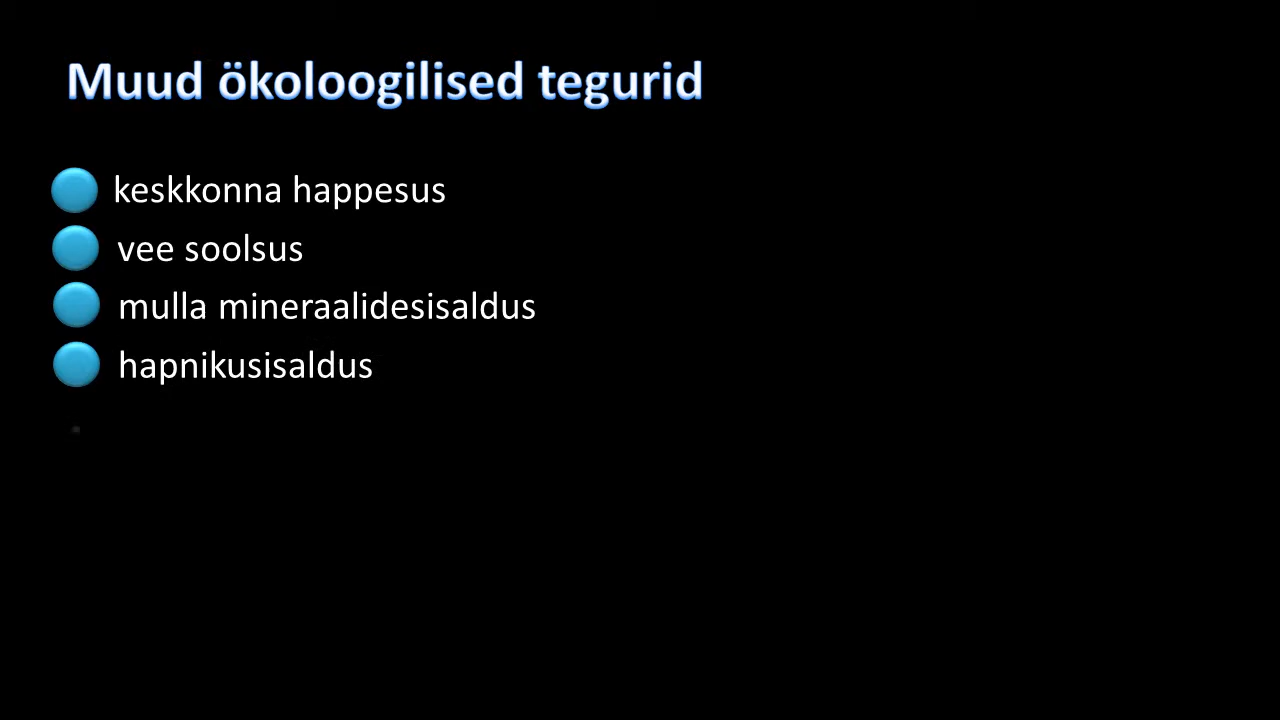 Muud ökoloogilised tegurid
keskkonna happesus
vee soolsus
mulla mineraalidesisaldus
hapnikusisaldus